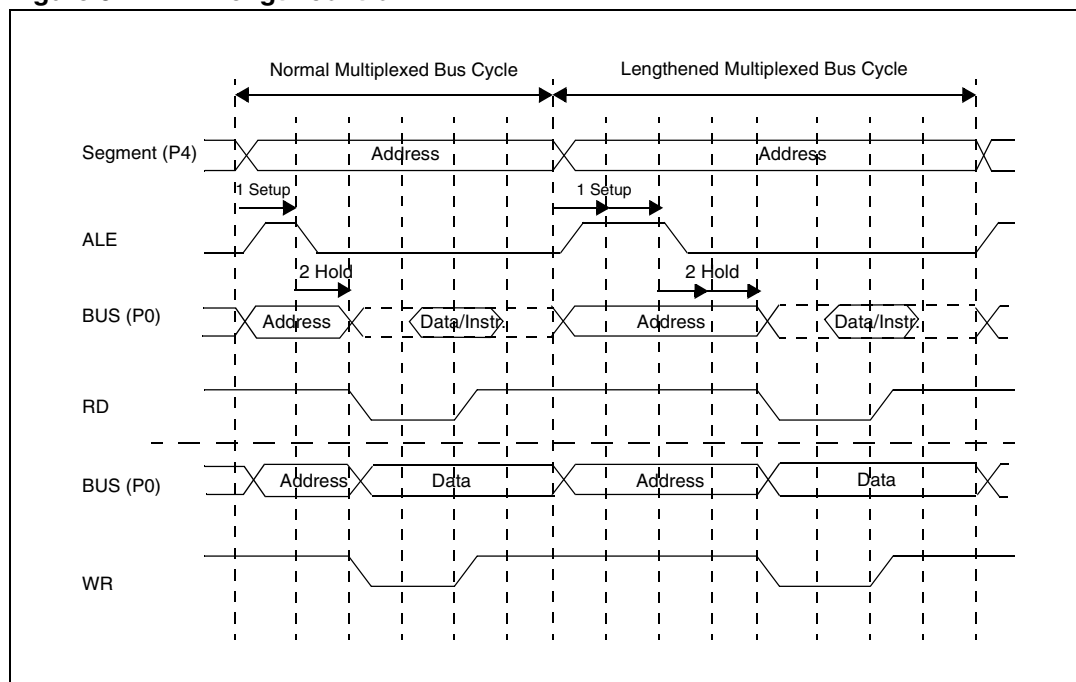 Normal Multiplexed Bus Cycle Lengthened Multiplexed Bus Cycle
Segment (P4) Address Address
1 Setup 1 Setup
ALE
2 Hold 2 Hold
BUS (P0) Address Data/Instr. Address Data/Instr.
RD
BUS (P0) Address Data Address Data
WR